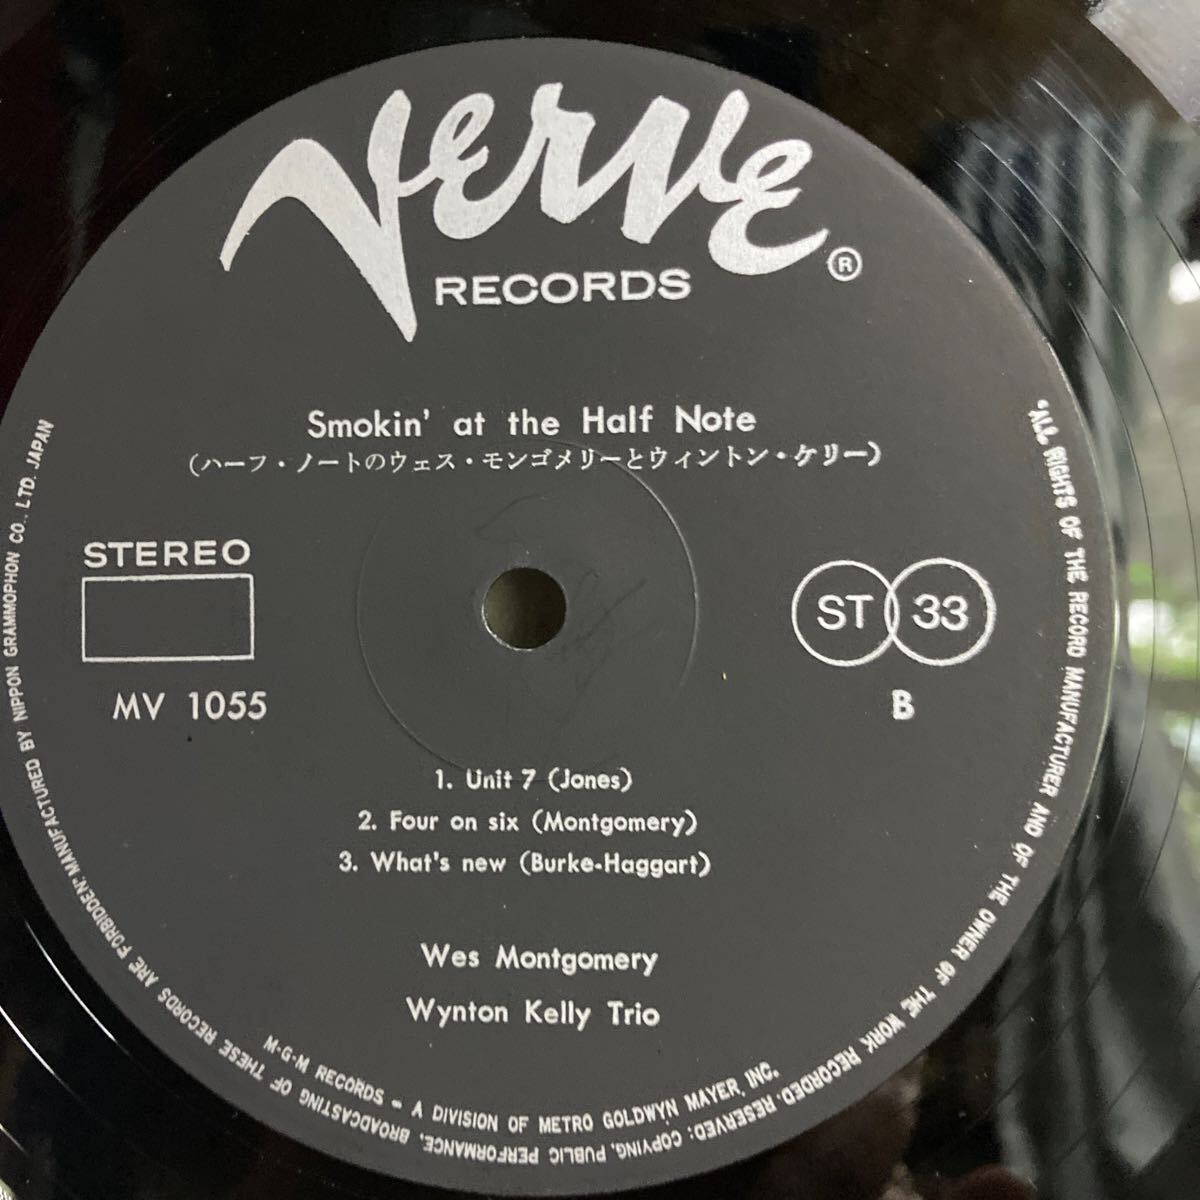 VERVE
®
RECORDS
Smokin' at the Half Note
(ハーフ・ノートのウェス・モンゴメリーとウィントン・ケリー)
STEREO
MV 1055
ST 33
B
1. Unit 7 (Jones)
2. Four on six (Montgomery)
3. What's new (Burke-Haggart)
Wes Montgomery
Wynton Kelly Trio
M-G-M RECORDS - A DIVISION OF METRO GOLDWYN MAYER, INC.
"ALL RIGHTS OF THE RECORD MANUFACTURER AND OF THE OWNER OF THE WORK RECORDED. RESERVED: COPYING, PUBLIC PERFORMANCE, BROADCASTING OF THESE RECORDS ARE FORBIDDEN." MANUFACTURED BY NIPPON GRAMMOPHON CO., LTD. JAPAN